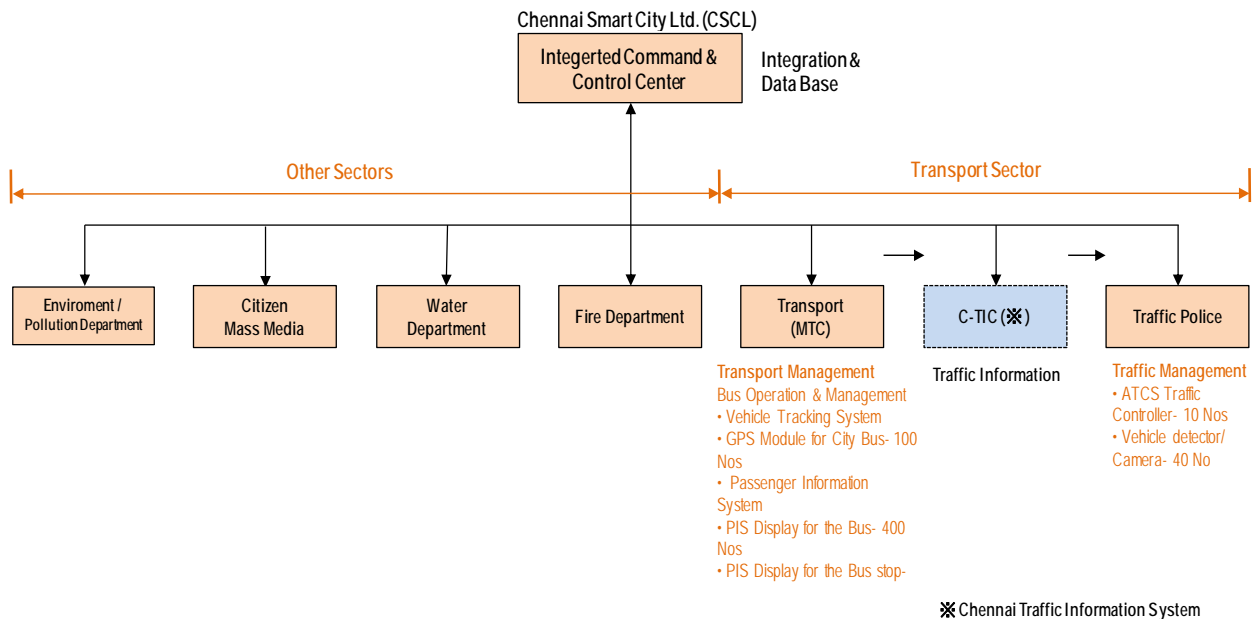 Chennai Smart City Ltd. (CSCL)
Integerted Command &
Control Center
Integration &
Data Base
Other Sectors
Transport Sector
Enviroment /
Pollution Department
Citizen
Mass Media
Water
Department
Fire Department
Transport
(MTC)
C-TIC (※)
Traffic Police
Transport Management
Bus Operation & Management
• Vehicle Tracking System
• GPS Module for City Bus- 100
Nos
• Passenger Information
System
• PIS Display for the Bus- 400
Nos
• PIS Display for the Bus stop-
Traffic Information
Traffic Management
• ATCS Traffic
Controller- 10 Nos
• Vehicle detector/
Camera- 40 No
※ Chennai Traffic Information System